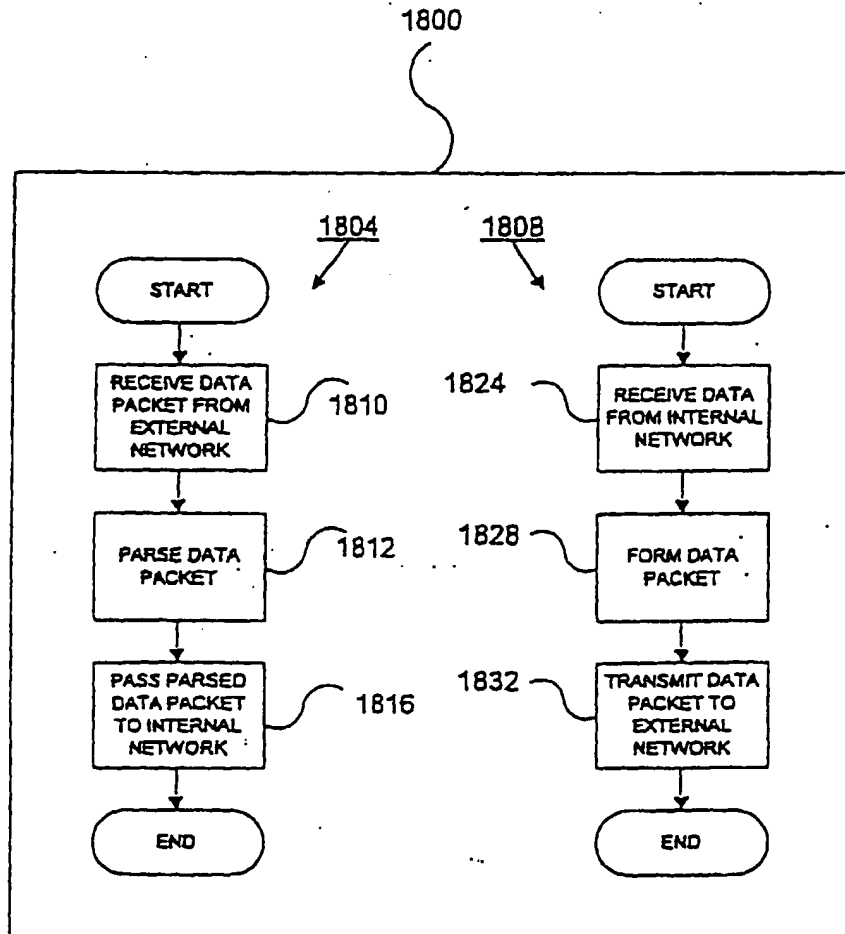 1800
1804
1808
START
RECEIVE DATA
PACKET FROM
EXTERNAL
NETWORK
1810
PARSE DATA
PACKET
1812
PASS PARSED
DATA PACKET
TO INTERNAL
NETWORK
1816
END
START
1824
RECEIVE DATA
FROM INTERNAL
NETWORK
1828
FORM DATA
PACKET
1832
TRANSMIT DATA
PACKET TO
EXTERNAL
NETWORK
END